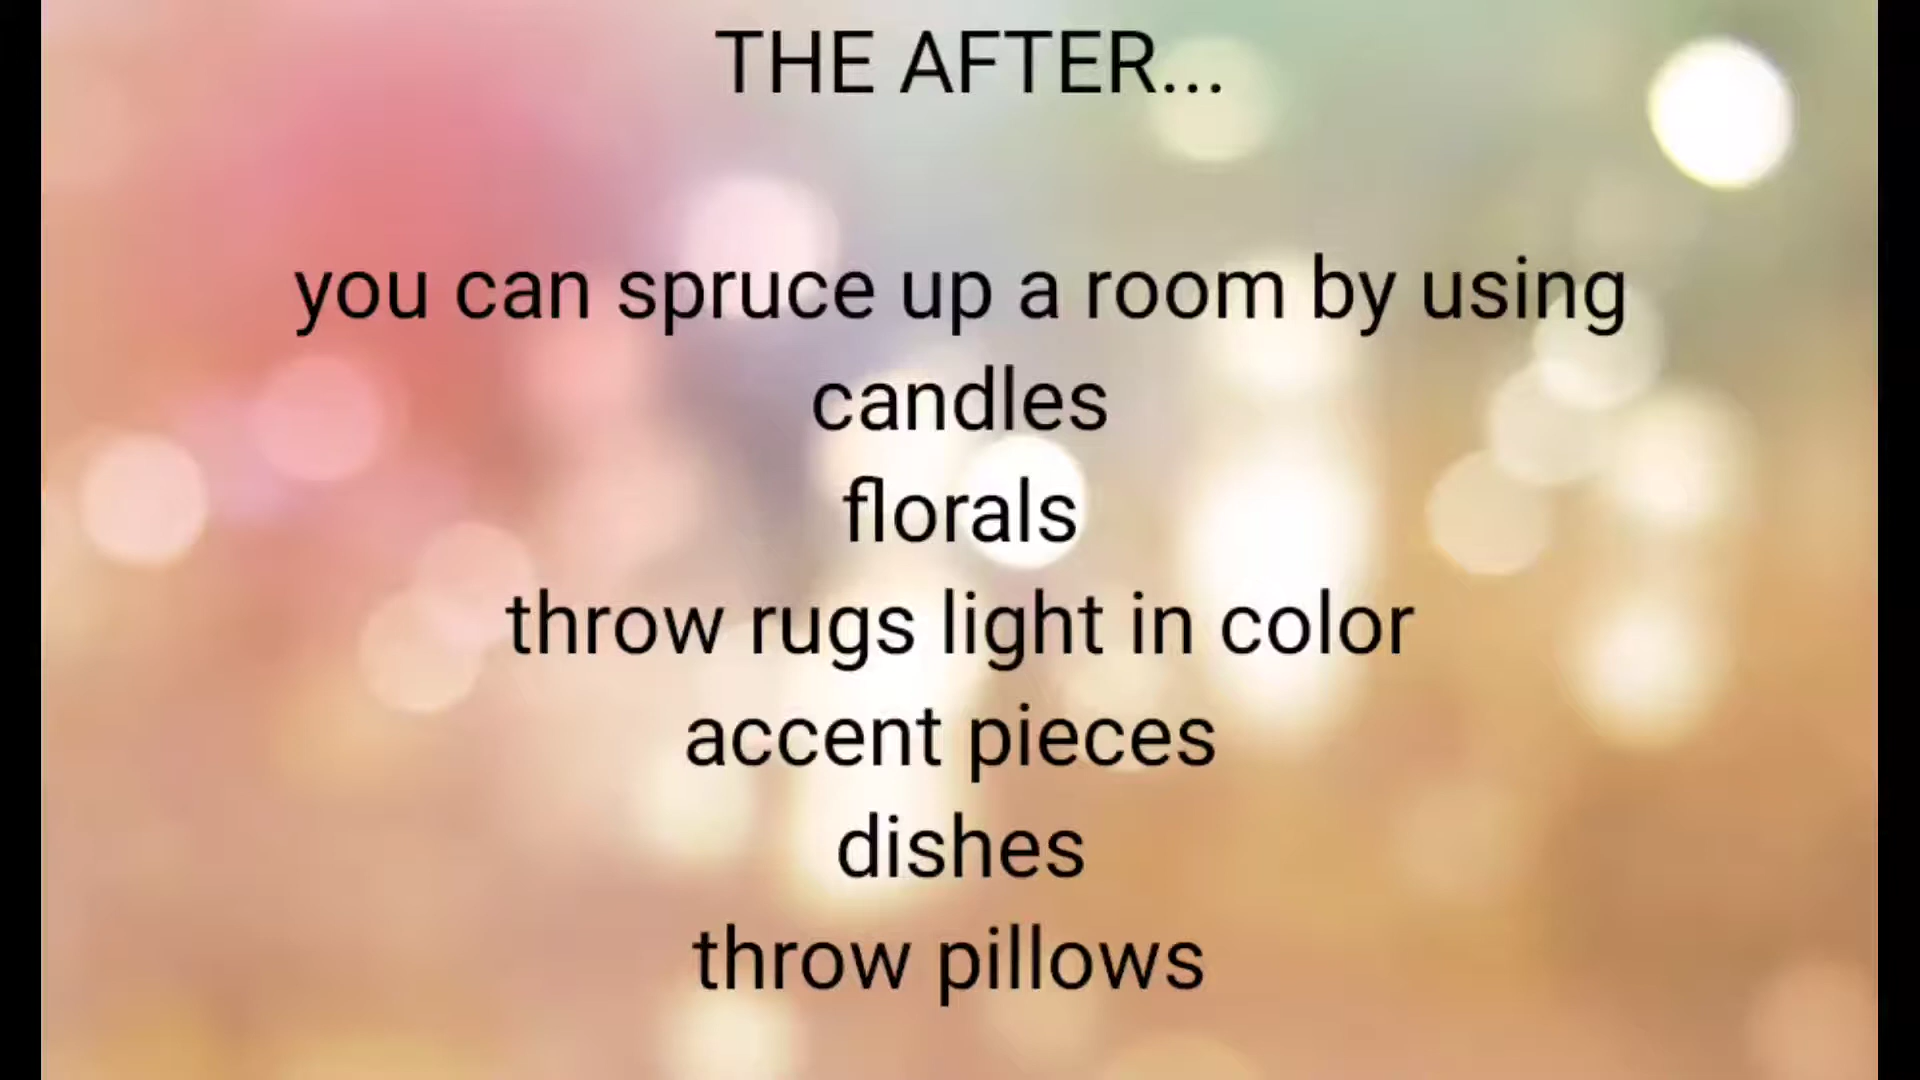 THE AFTER...
you can spruce up a room by using
candles
florals
throw rugs light in color
accent pieces
dishes
throw pillows